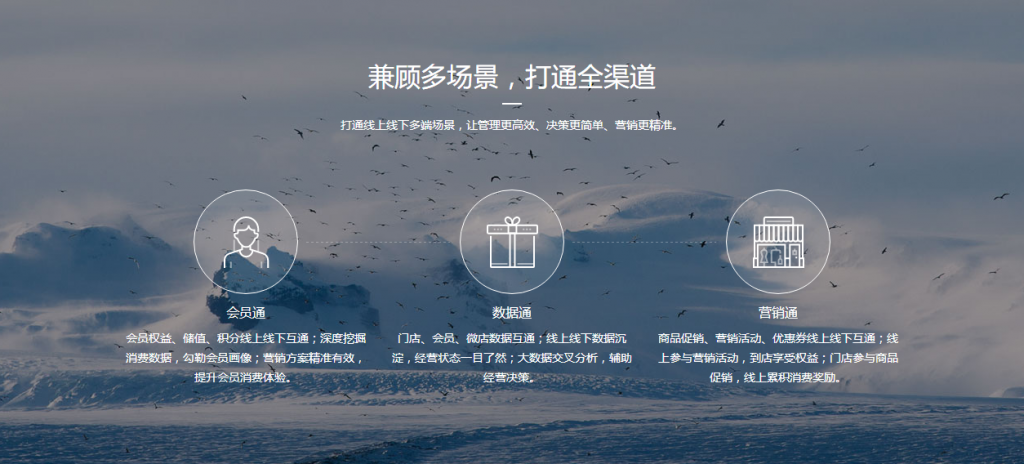 兼顾多场景，打通全渠道
打通线上线下多端场景，让管理更高效、决策更简单、营销更精准。
会员通
会员权益、储值、积分线上线下互通；深度挖掘
消费数据，勾勒会员画像；营销方案精准有效，
提升会员消费体验。
数据通
门店、会员、微店数据互通；线上线下数据沉
淀，经营状态一目了然；大数据交叉分析，辅助
经营决策。
营销通
商品促销、营销活动、优惠券线上线下互通；线
上参与营销活动，到店享受权益；门店参与商品
促销，线上累积消费奖励。